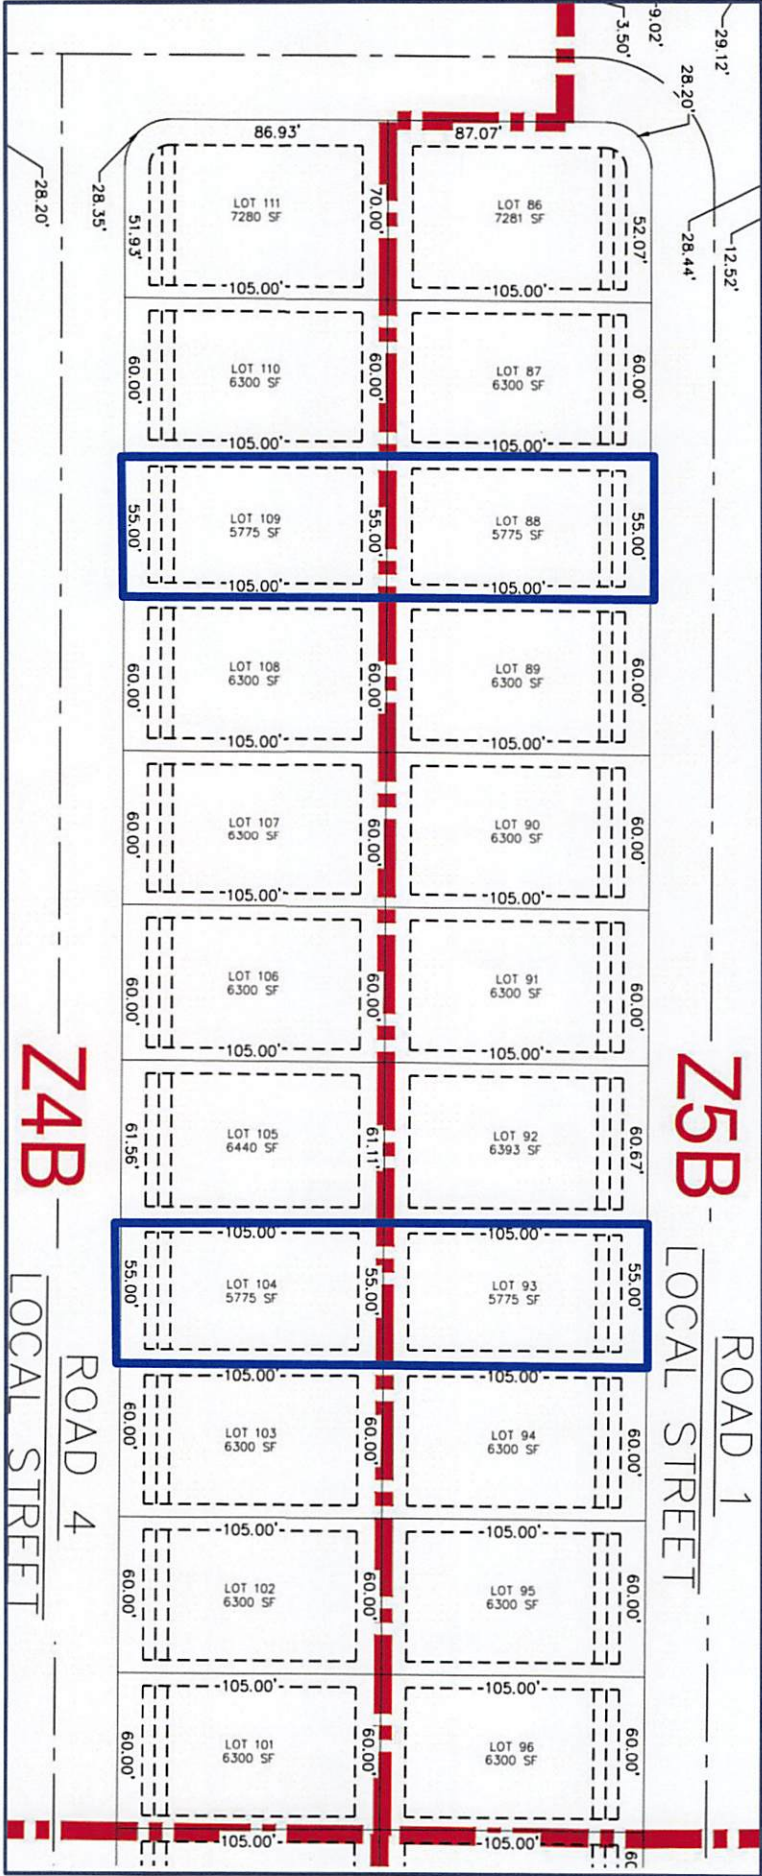 29.12'
9.02'
3.50'
28.20'
86.93'
87.07'
28.20'
28.35'
51.93'
LOT 111
7280 SF
70.00'
LOT 86
7281 SF
52.07'
28.44'
12.52'
105.00'
105.00'
60.00'
LOT 110
6300 SF
60.00'
LOT 87
6300 SF
60.00'
105.00'
105.00'
55.00'
LOT 109
5775 SF
55.00'
LOT 88
5775 SF
55.00'
105.00'
105.00'
60.00'
LOT 108
6300 SF
60.00'
LOT 89
6300 SF
60.00'
105.00'
105.00'
60.00'
LOT 107
6300 SF
60.00'
LOT 90
6300 SF
60.00'
105.00'
105.00'
60.00'
LOT 106
6300 SF
60.00'
LOT 91
6300 SF
60.00'
105.00'
105.00'
Z4B
Z5B
61.56'
LOT 105
6440 SF
61.11'
LOT 92
6393 SF
60.67'
105.00'
105.00'
55.00'
LOT 104
5775 SF
55.00'
LOT 93
5775 SF
55.00'
ROAD 4
LOCAL STREET
ROAD 1
LOCAL STREET
105.00'
105.00'
60.00'
LOT 103
6300 SF
60.00'
LOT 94
6300 SF
60.00'
105.00'
105.00'
60.00'
LOT 102
6300 SF
60.00'
LOT 95
6300 SF
60.00'
105.00'
105.00'
60.00'
LOT 101
6300 SF
60.00'
LOT 96
6300 SF
60.00'
105.00'
105.00'